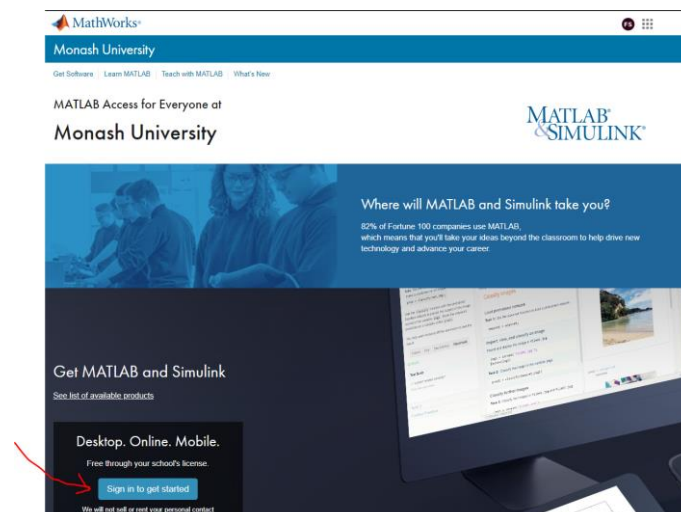 MathWorks®
FS
Monash University
Get Software Learn MATLAB Teach with MATLAB What's New
MATLAB Access for Everyone at
Monash University
MATLAB®
&SIMULINK®
Where will MATLAB and Simulink take you?
82% of Fortune 100 companies use MATLAB,
which means that you'll take your ideas beyond the classroom to help drive new
technology and advance your career.
Get MATLAB and Simulink
See list of available products
Desktop. Online. Mobile.
Free through your school's license.
Sign in to get started
We will not sell or rent your personal contact